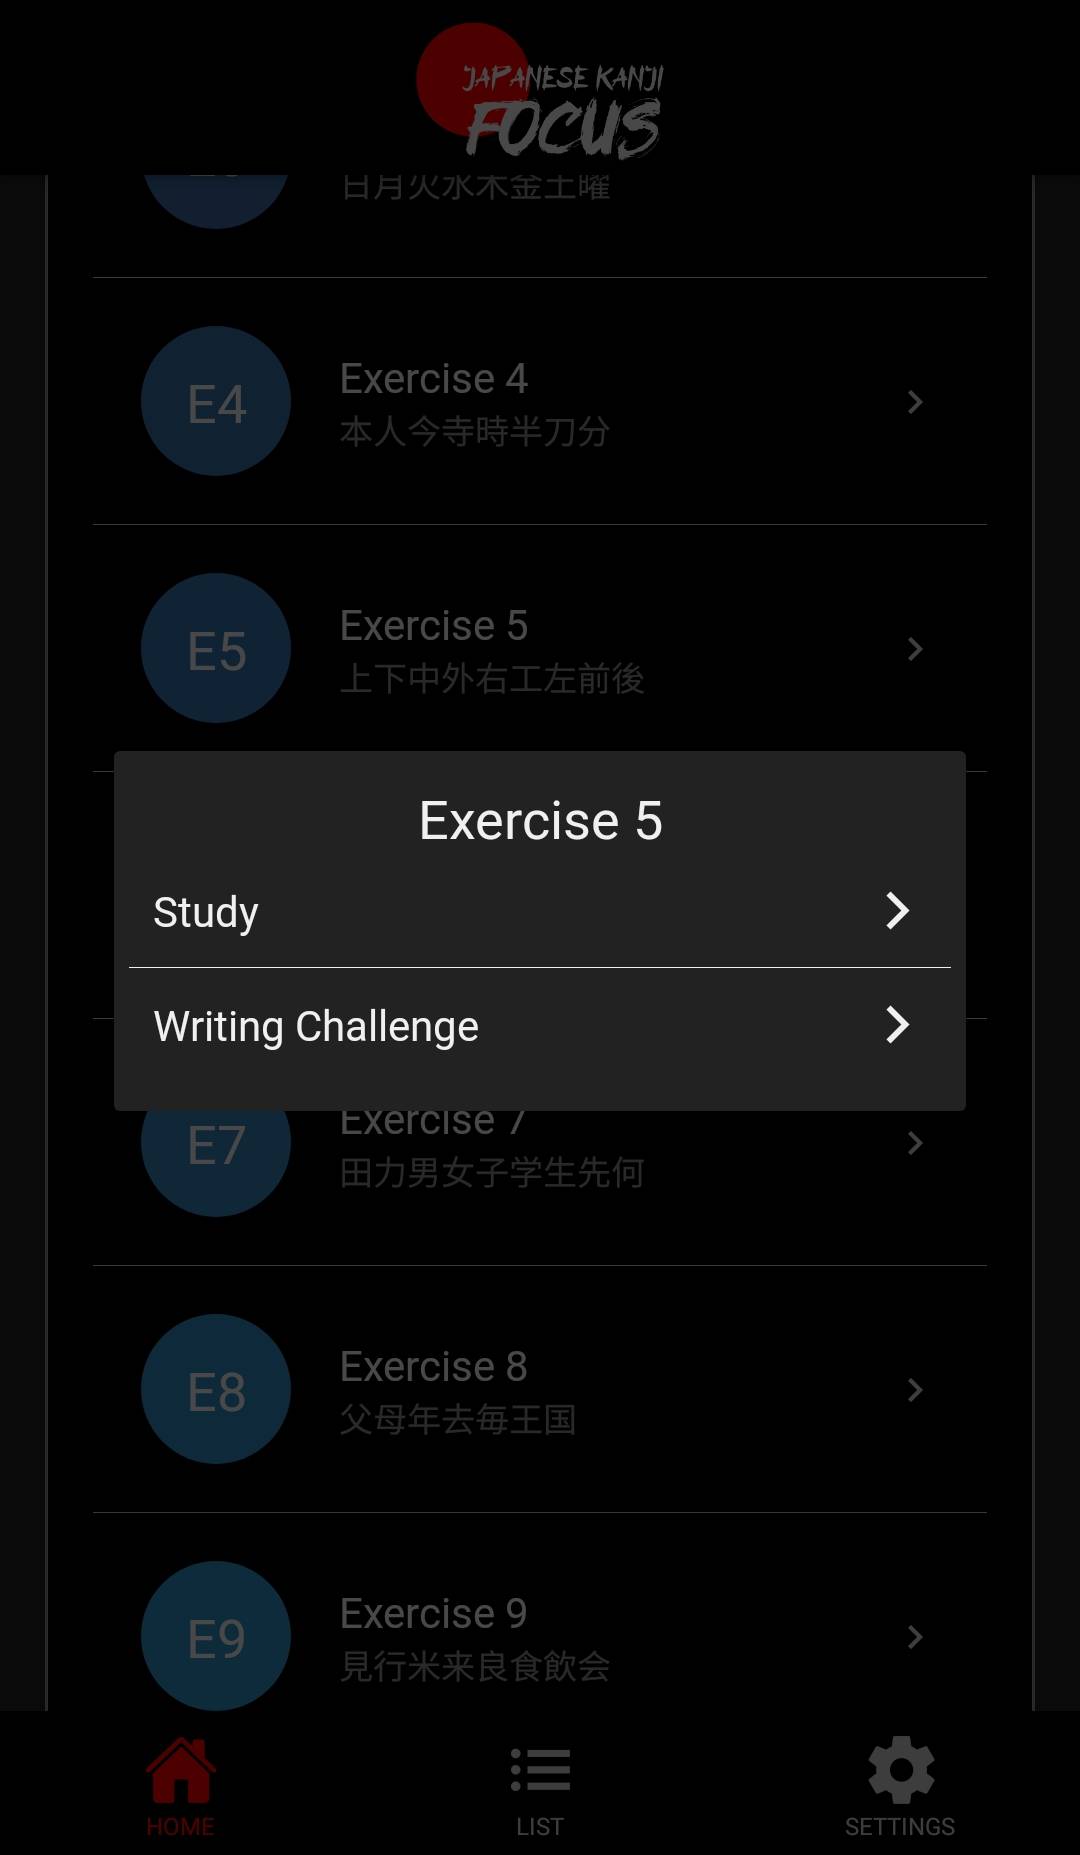 JAPANESE KANJI
FOCUS
日月火水木金土曜
E4
Exercise 4
本人今寺時半刀分
E5
Exercise 5
上下中外右工左前後
Exercise 5
Study
Writing Challenge
E7
Exercise 7
田力男女子学生先何
E8
Exercise 8
父母年去毎王国
E9
Exercise 9
見行米来良食飲会
HOME
LIST
SETTINGS